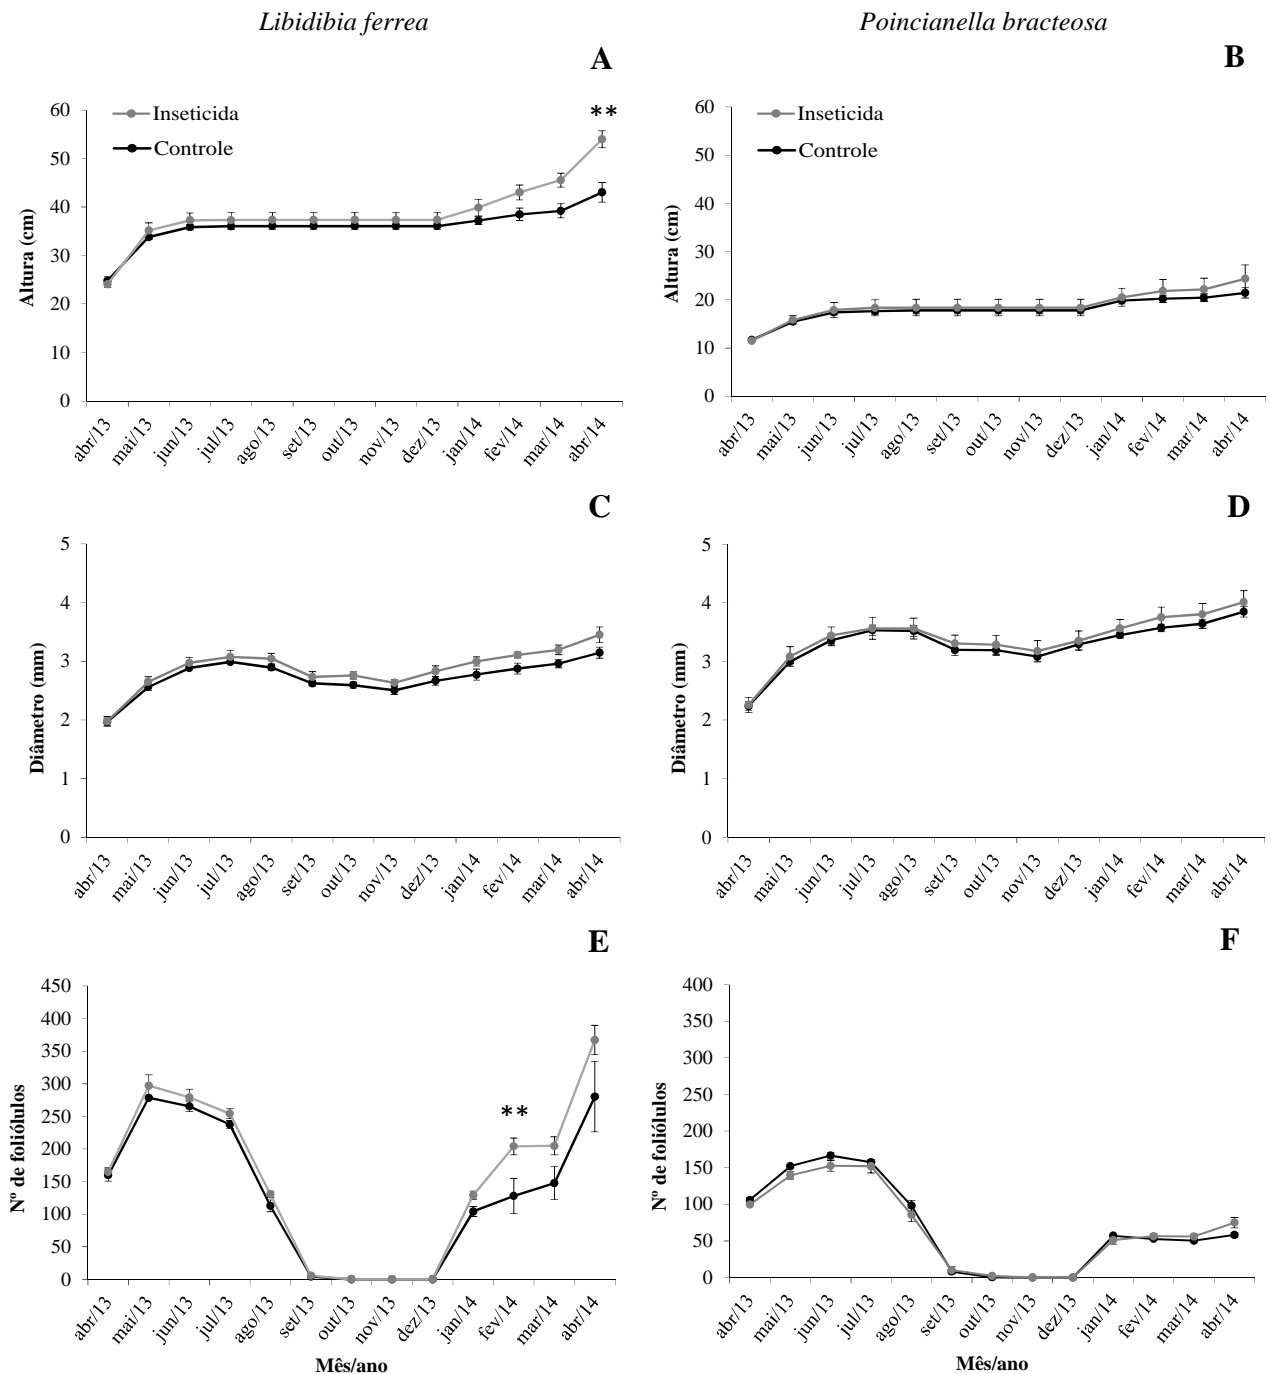 Libidibia ferrea
Poincianella bracteosa
A
60
50
40
30
20
10
0
Altura (cm)
Inseticida
Controle
**
abr/13
mai/13
jun/13
jul/13
ago/13
set/13
out/13
nov/13
dez/13
jan/14
fev/14
mar/14
abr/14
B
60
50
40
30
20
10
0
Altura (cm)
Inseticida
Controle
abr/13
mai/13
jun/13
jul/13
ago/13
set/13
out/13
nov/13
dez/13
jan/14
fev/14
mar/14
abr/14
C
5
4
3
2
1
0
Diâmetro (mm)
abr/13
mai/13
jun/13
jul/13
ago/13
set/13
out/13
nov/13
dez/13
jan/14
fev/14
mar/14
abr/14
D
5
4
3
2
1
0
Diâmetro (mm)
abr/13
mai/13
jun/13
jul/13
ago/13
set/13
out/13
nov/13
dez/13
jan/14
fev/14
mar/14
abr/14
E
450
400
350
300
250
200
150
100
50
0
Nº de foliólulos
**
abr/13
mai/13
jun/13
jul/13
ago/13
set/13
out/13
nov/13
dez/13
jan/14
fev/14
mar/14
abr/14
Mês/ano
F
400
350
300
250
200
150
100
50
0
Nº de foliólulos
abr/13
mai/13
jun/13
jul/13
ago/13
set/13
out/13
nov/13
dez/13
jan/14
fev/14
mar/14
abr/14
Mês/ano